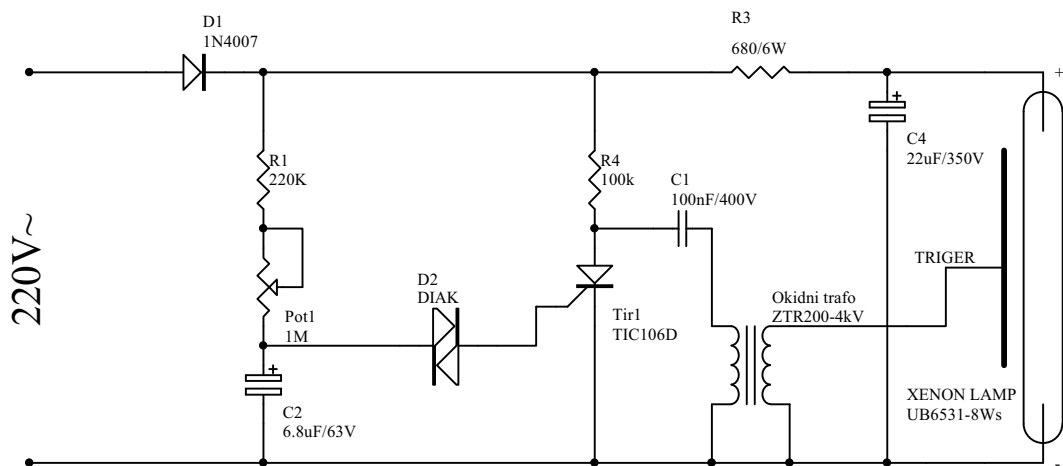 D1
1N4007
R3
680/6W
+
+
C4
22uF/350V
R1
220K
R4
100k
C1
100nF/400V
220V~
TRIGER
D2
DIAK
Pot1
1M
Tir1
TIC106D
Okidni trafo
ZTR200-4kV
+
C2
6.8uF/63V
XENON LAMP
UB6531-8Ws
-